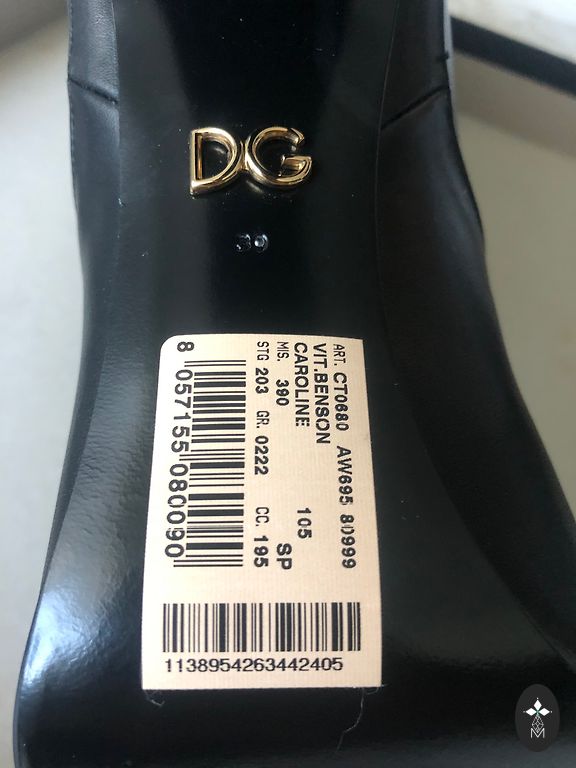 DG
39
ART. CT0680 AW695 80999
VIT.BENSON
CAROLINE 105
MIS. 390 SP
STG 203 GR. 0222 CC. 195
8 057155 080090
1138954263442405
M